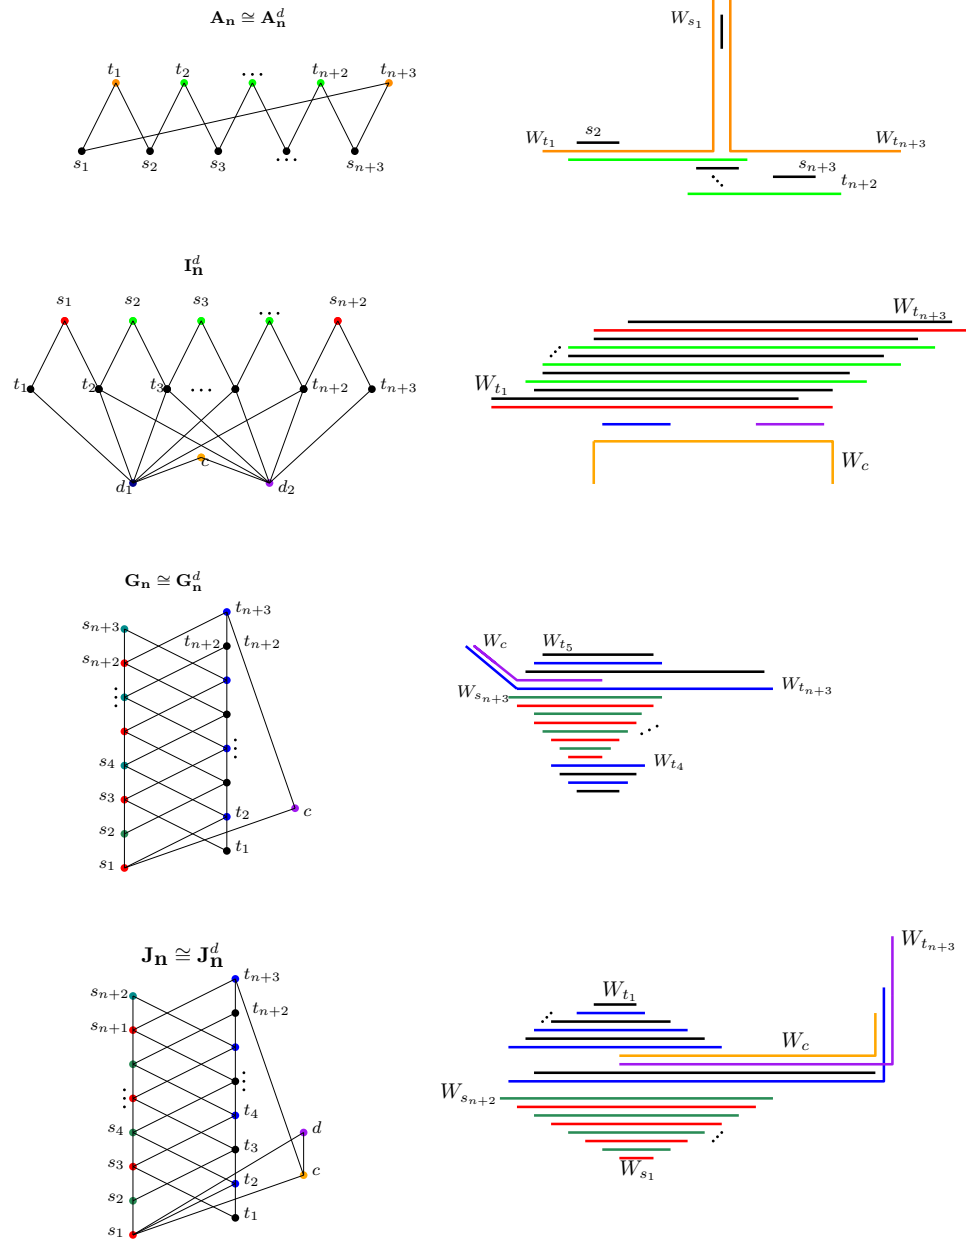 A_n ≅ A_n^d
t_1 t_2 ... t_{n+2} t_{n+3}
s_1 s_2 s_3 ... s_{n+3}
W_{s_1}
W_{t_1} s_2 W_{t_{n+3}}
s_{n+3} t_{n+2}
I_n^d
s_1 s_2 s_3 ... s_{n+2}
t_1 t_2 t_3 ... t_{n+2} t_{n+3}
c
d_1 d_2
W_{t_{n+3}}
W_{t_1}
W_c
G_n ≅ G_n^d
t_{n+3}
s_{n+3}
t_{n+2} t_{n+2}
s_{n+2}
s_4
s_3
t_2 c
s_2
t_1
s_1
W_c W_{t_5}
W_{s_{n+3}} W_{t_{n+3}}
W_{t_4}
J_n ≅ J_n^d
t_{n+3}
s_{n+2}
t_{n+2}
s_{n+1}
t_4
s_4 d
t_3
s_3 c
t_2
s_2
t_1
s_1
W_{t_{n+3}}
W_{t_1}
W_c
W_{s_{n+2}}
W_{s_1}